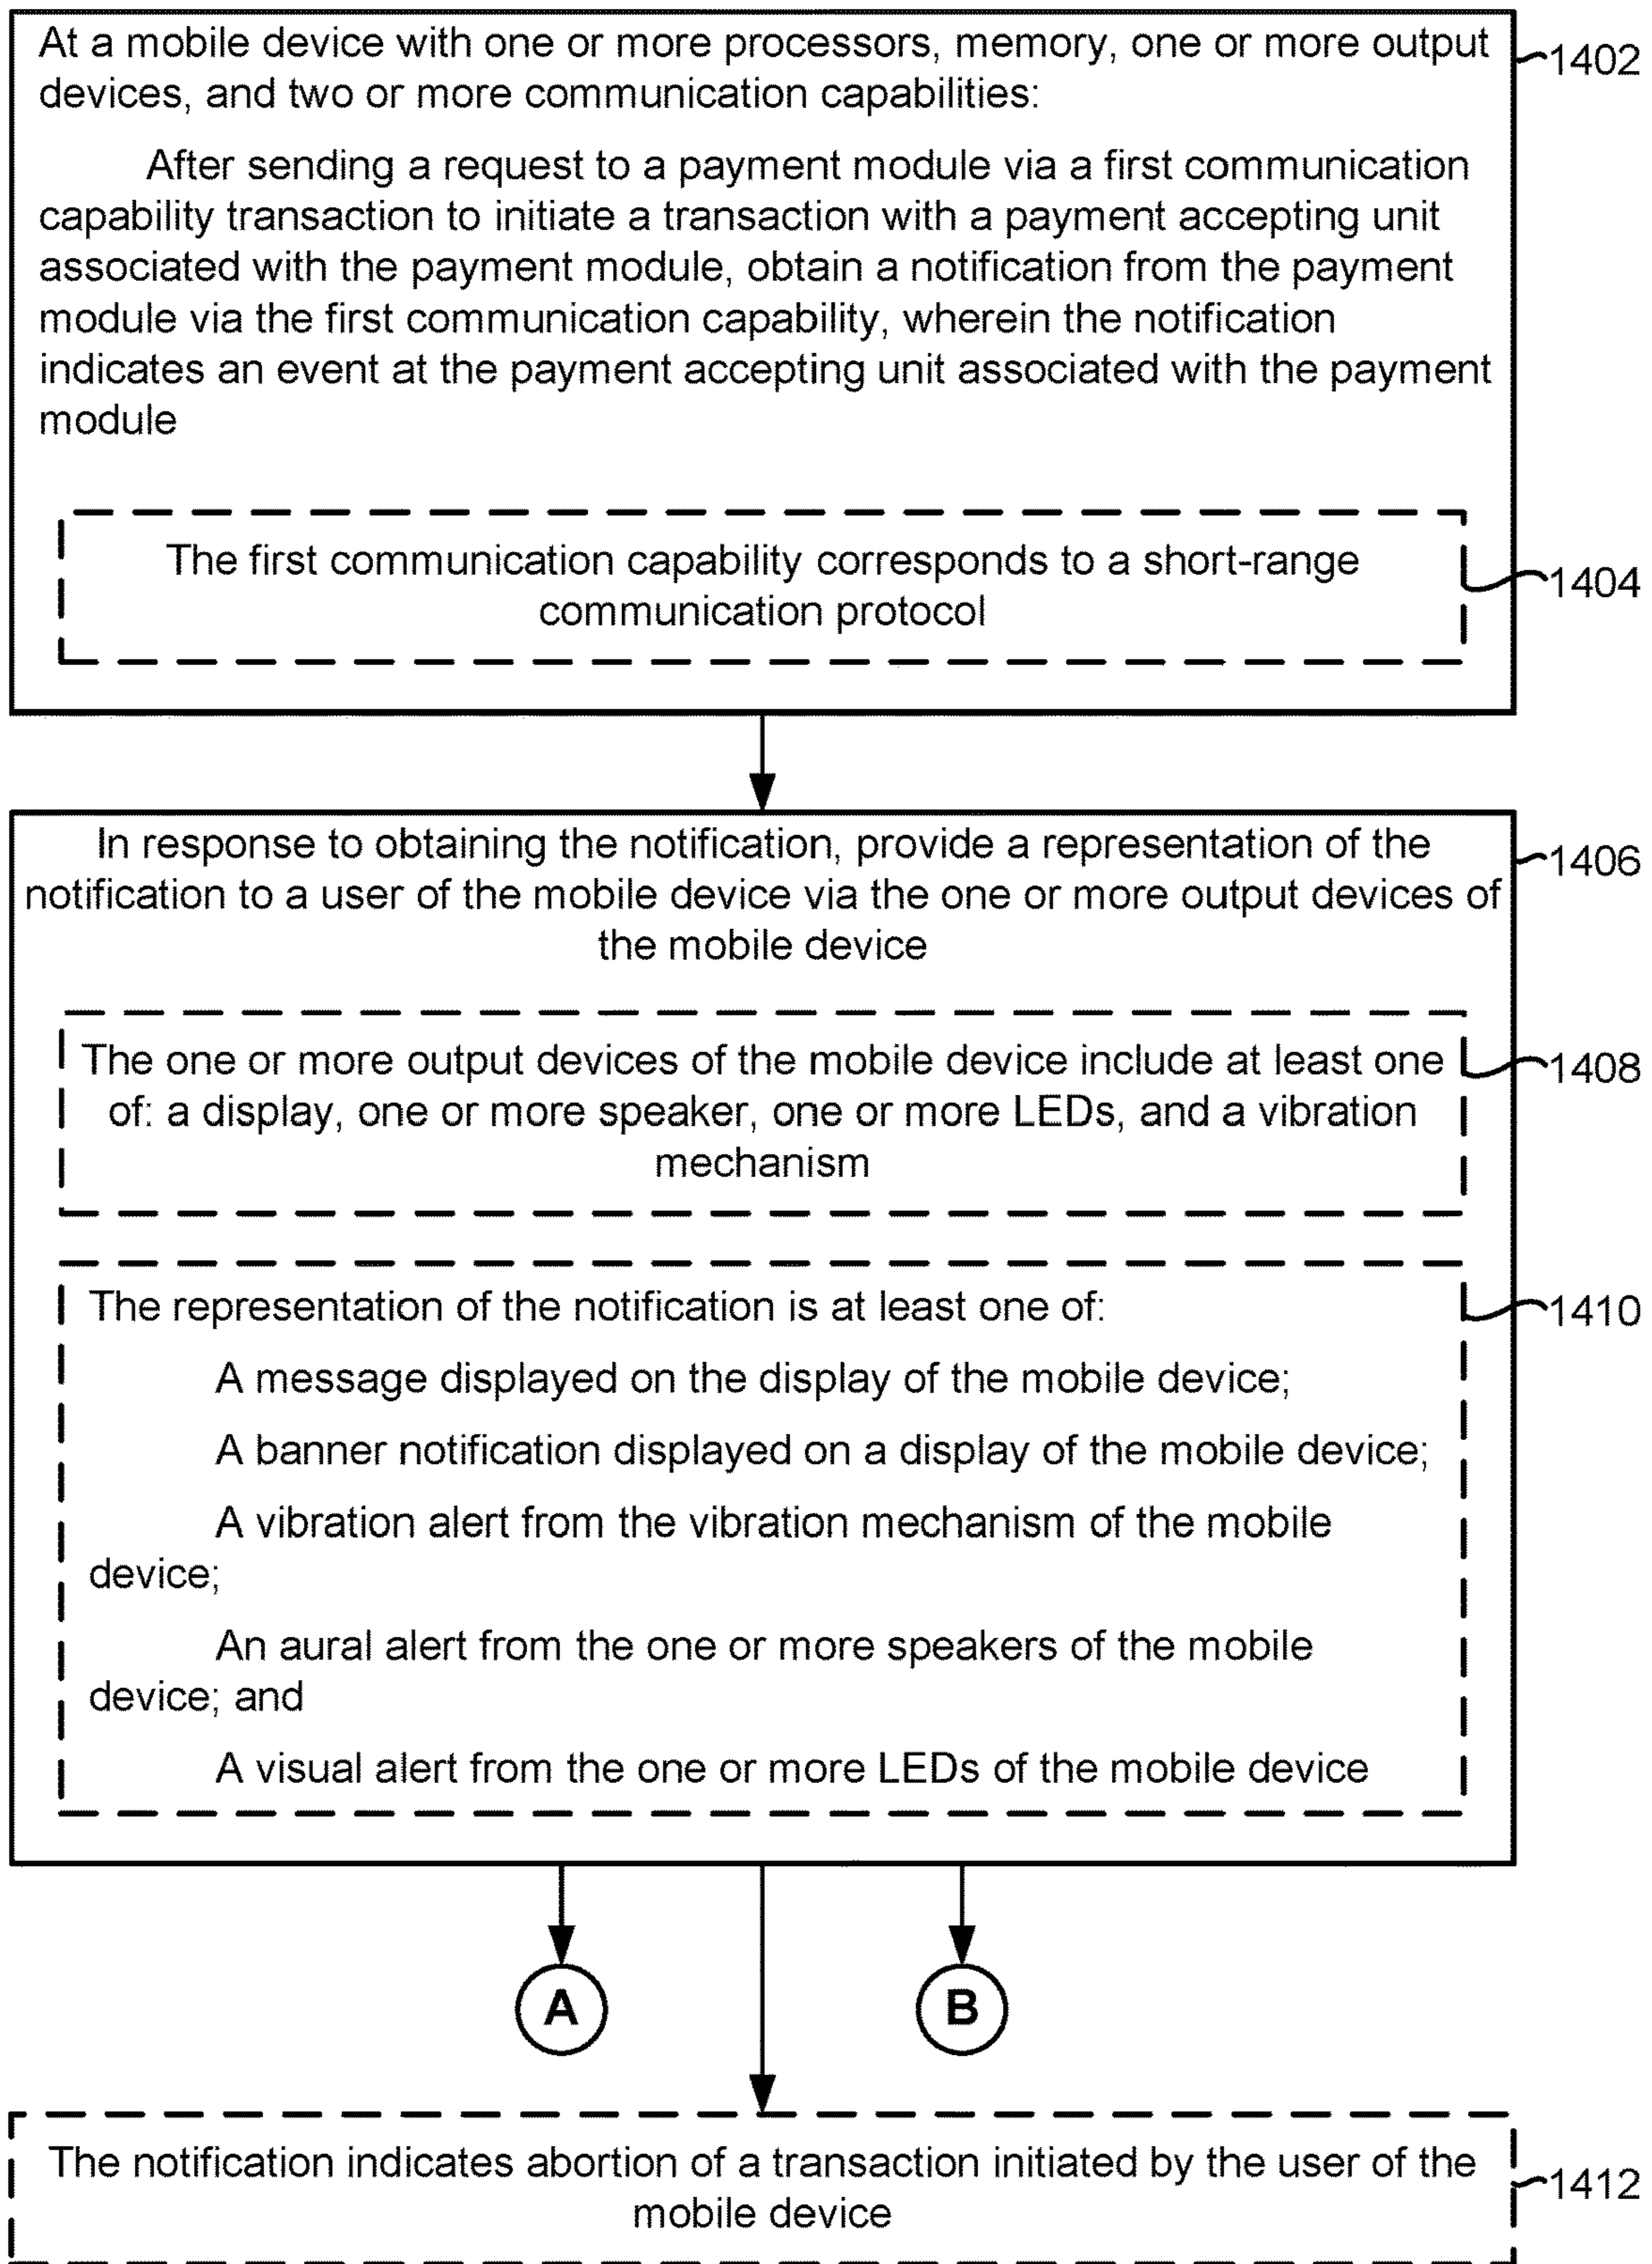 At a mobile device with one or more processors, memory, one or more output
devices, and two or more communication capabilities:
After sending a request to a payment module via a first communication
capability transaction to initiate a transaction with a payment accepting unit
associated with the payment module, obtain a notification from the payment
module via the first communication capability, wherein the notification
indicates an event at the payment accepting unit associated with the payment
module
1402
The first communication capability corresponds to a short-range
communication protocol
1404
In response to obtaining the notification, provide a representation of the
notification to a user of the mobile device via the one or more output devices of
the mobile device
1406
The one or more output devices of the mobile device include at least one
of: a display, one or more speaker, one or more LEDs, and a vibration
mechanism
1408
The representation of the notification is at least one of:
1410
A message displayed on the display of the mobile device;
A banner notification displayed on a display of the mobile device;
A vibration alert from the vibration mechanism of the mobile
device;
An aural alert from the one or more speakers of the mobile
device; and
A visual alert from the one or more LEDs of the mobile device
A
B
The notification indicates abortion of a transaction initiated by the user of the
mobile device
1412